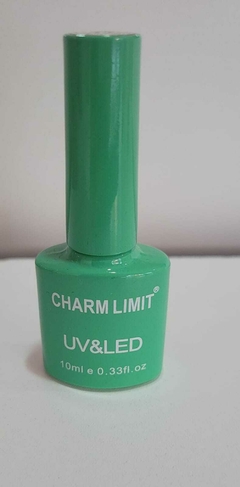 CHARM LIMIT®
UV&LED
10ml e 0.33fl.oz